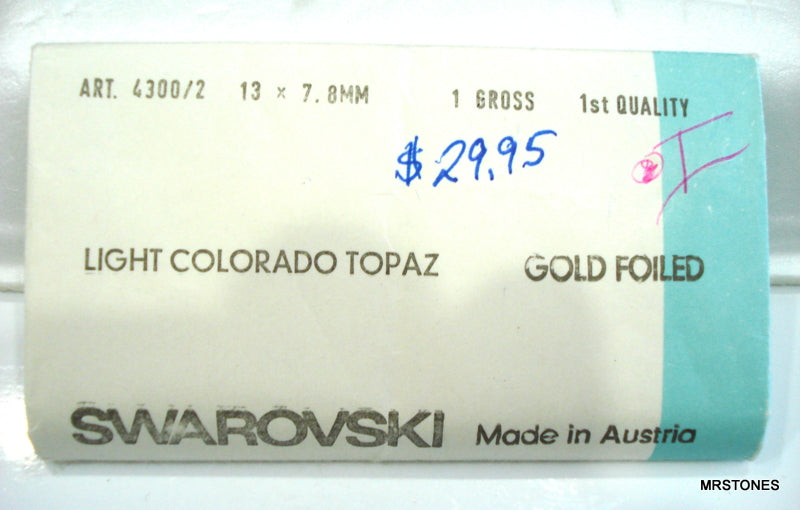 ART. 4300/2 13 x 7.8MM 1 GROSS 1st QUALITY
$29.95
LIGHT COLORADO TOPAZ GOLD FOILED
SWAROVSKI Made in Austria
MRSTONES